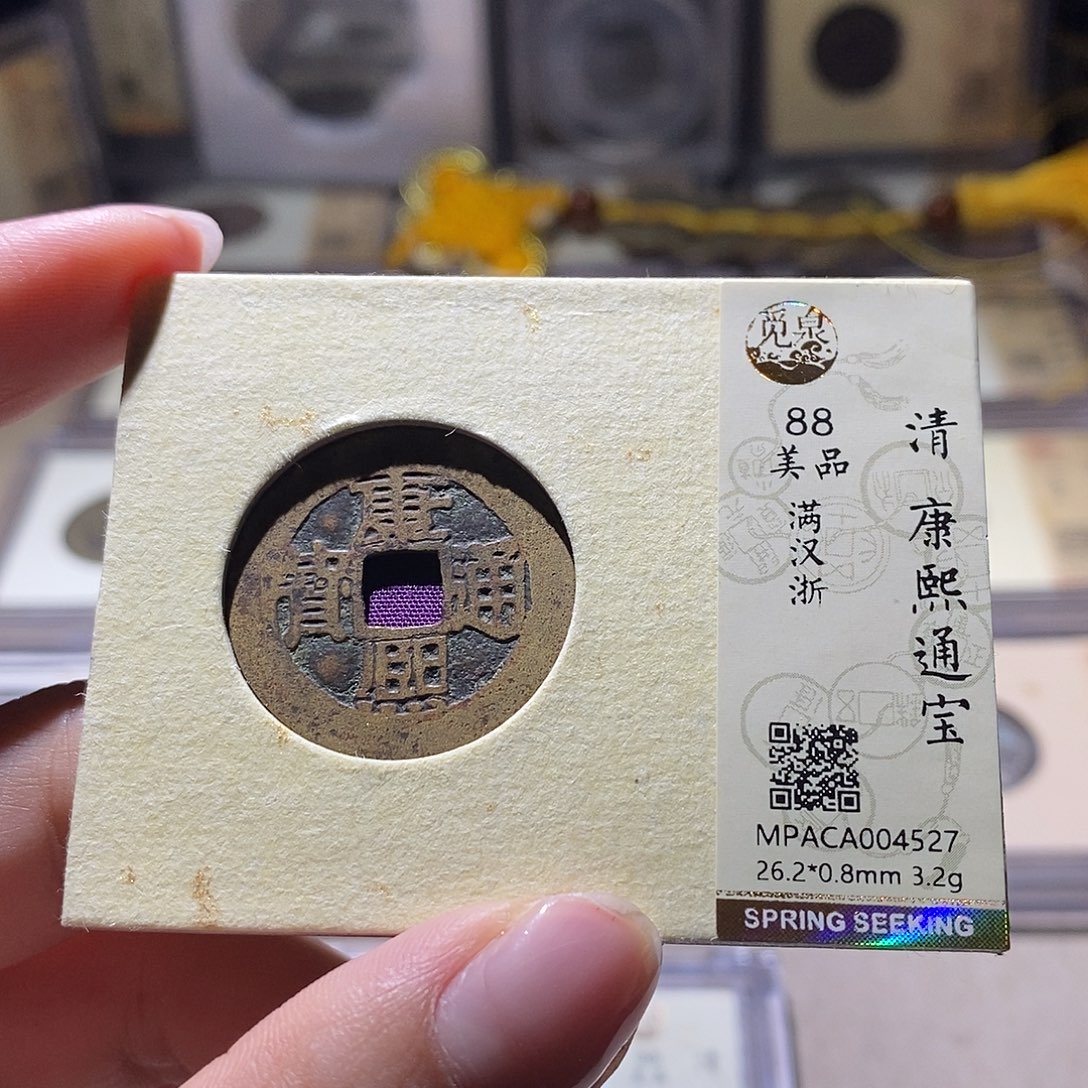 康熙通寶
觅泉
88
美品
满汉浙
清 康熙通宝
MPACA004527
26.2*0.8mm 3.2g
SPRING SEEKING